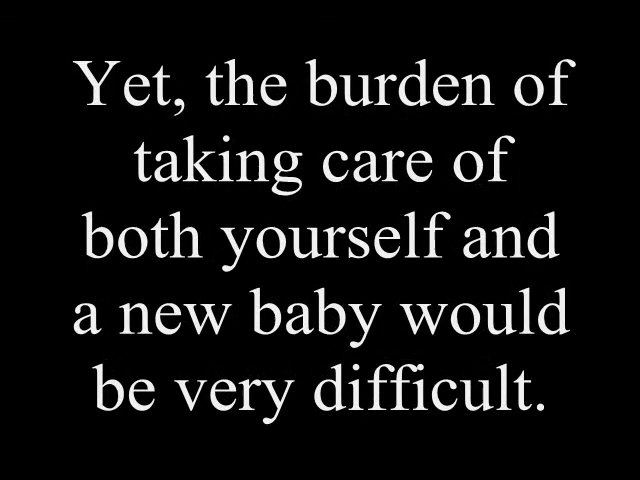 Yet, the burden of
taking care of
both yourself and
a new baby would
be very difficult.